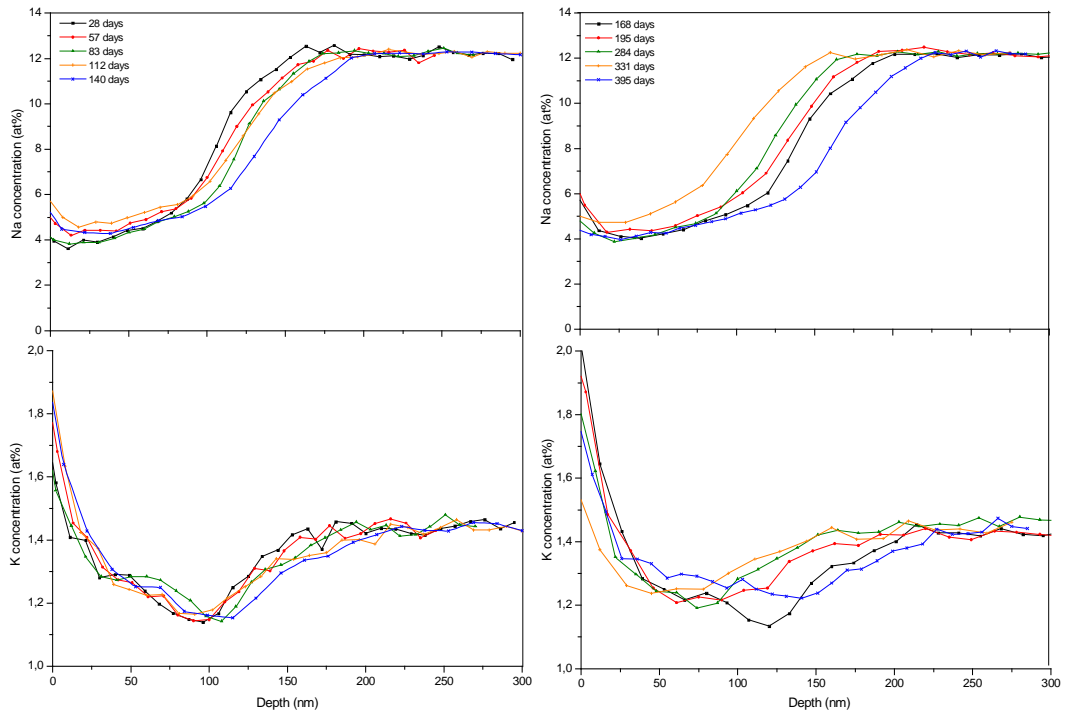 28 days
57 days
83 days
112 days
140 days
14
12
10
8
6
4
2
0
Na concentration (at%)
168 days
195 days
284 days
331 days
395 days
14
12
10
8
6
4
2
0
Na concentration (at%)
2,0
1,8
1,6
1,4
1,2
1,0
K concentration (at%)
0 50 100 150 200 250 300
Depth (nm)
2,0
1,8
1,6
1,4
1,2
1,0
K concentration (at%)
0 50 100 150 200 250 300
Depth (nm)